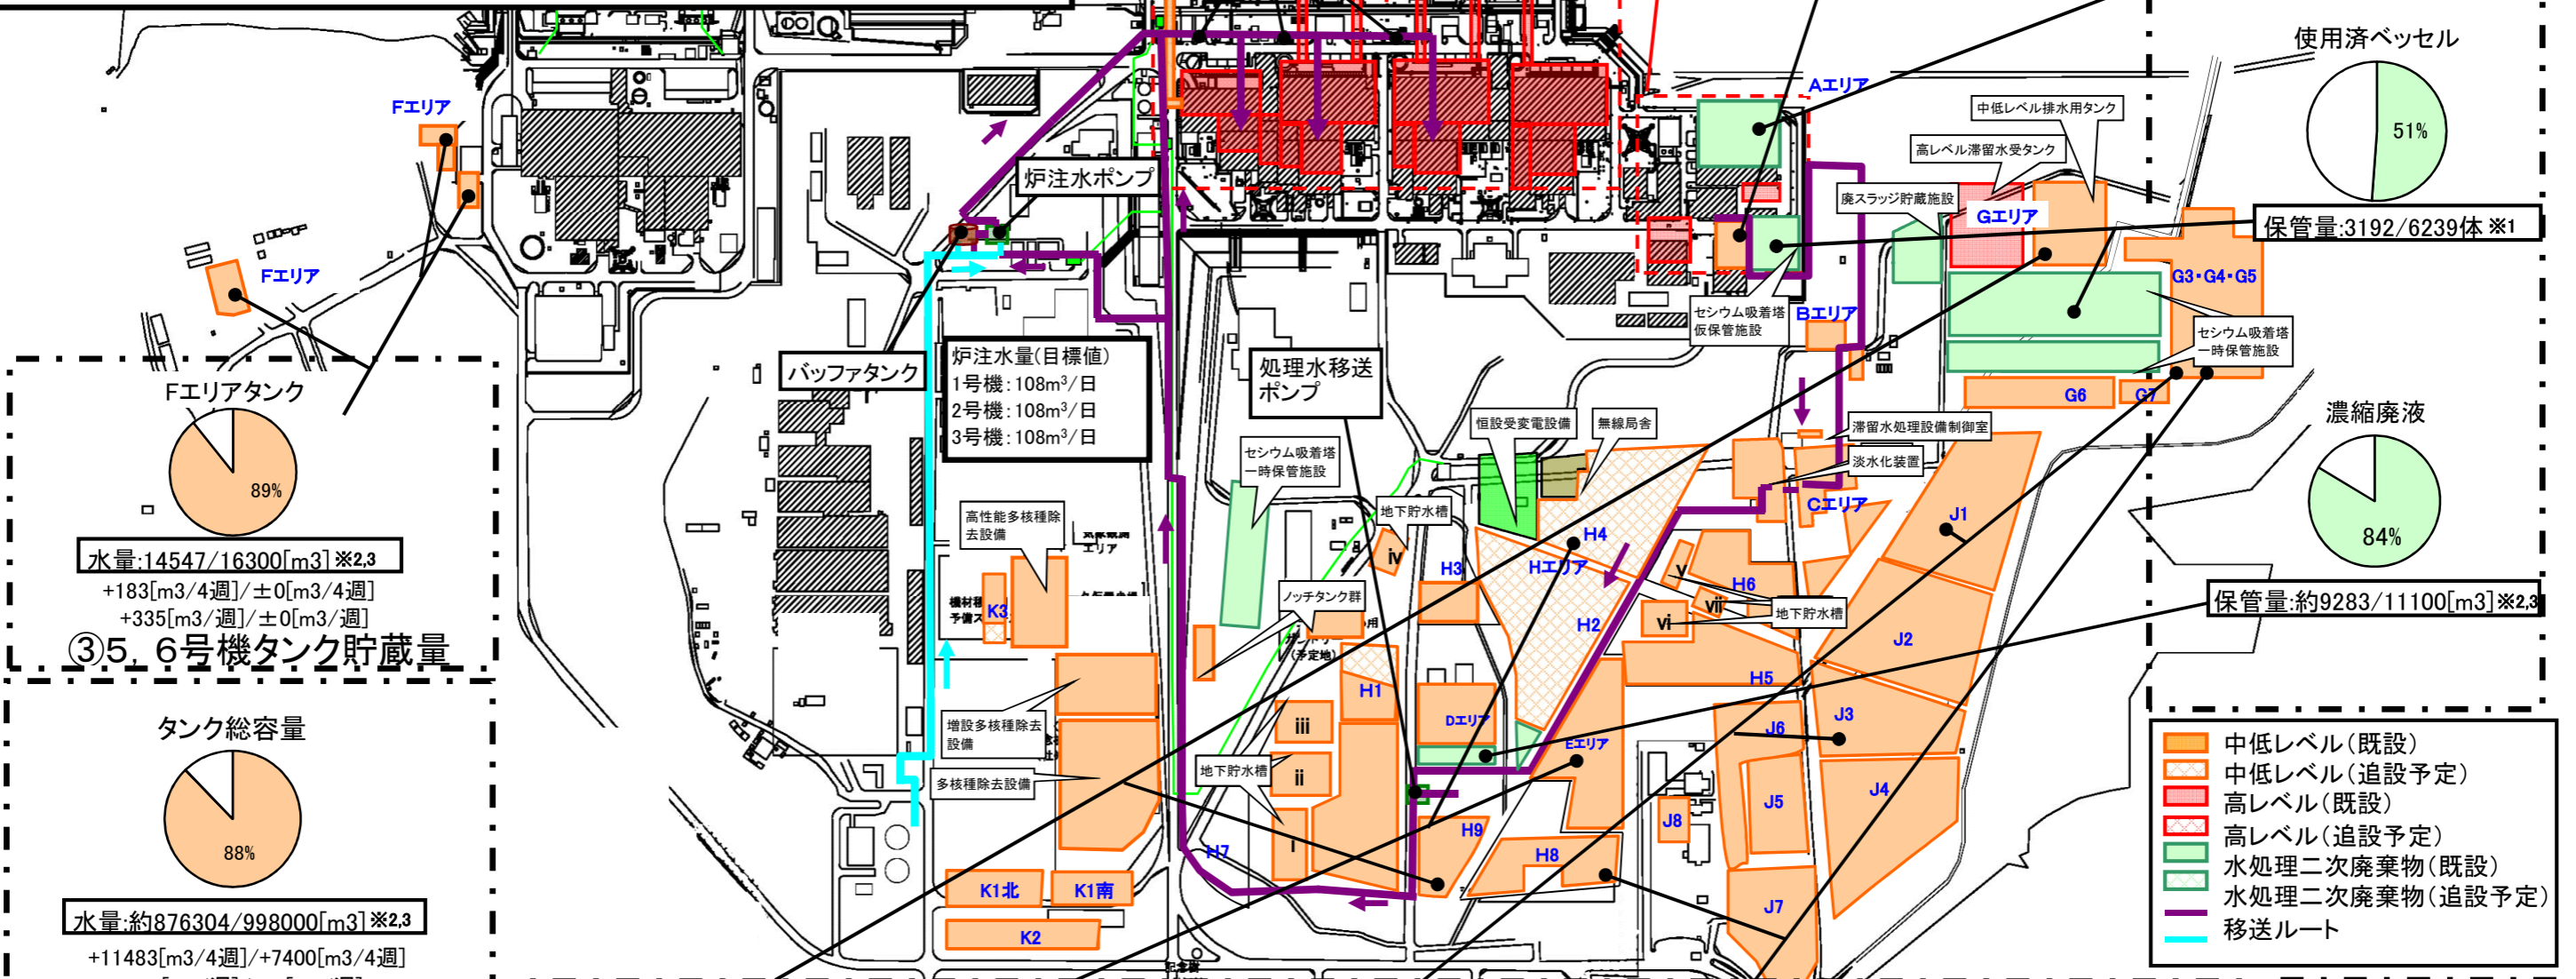 使用済ベッセル
51%
保管量:3192/6239体 ※1
濃縮廃液
84%
保管量:約9283/11100[m3]※2,3
Fエリア
Fエリア
Fエリアタンク
89%
水量:14547/16300[m3]※2,3
+183[m3/4週]/±0[m3/4週]
+335[m3/週]/±0[m3/週]
③5, 6号機タンク貯蔵量
タンク総容量
88%
水量:約876304/998000[m3]※2,3
+11483[m3/4週]/+7400[m3/4週]
炉注水ポンプ
バッファタンク
炉注水量(目標値)
1号機:108m³/日
2号機:108m³/日
3号機:108m³/日
処理水移送
ポンプ
Aエリア
中低レベル排水用タンク
高レベル滞留水受タンク
廃スラッジ貯蔵施設
Gエリア
G3・G4・G5
セシウム吸着塔
仮保管施設
Bエリア
セシウム吸着塔
一時保管施設
G6
G7
恒設受変電設備
無線局舎
滞留水処理設備制御室
淡水化装置
Cエリア
セシウム吸着塔
一時保管施設
地下貯水槽
高性能多核種除
去設備
エリア
iv
H3
H4
Hエリア
H2
v
vii
vi
H6
地下貯水槽
J1
J2
K3
ノッチタンク群
(予定地)
H1
H5
増設多核種除去
設備
多核種除去設備
iii
ii
i
地下貯水槽
Dエリア
Eエリア
J6
J3
J5
J4
J8
H7
H9
H8
J7
K1北
K1南
K2
中低レベル(既設)
中低レベル(追設予定)
高レベル(既設)
高レベル(追設予定)
水処理二次廃棄物(既設)
水処理二次廃棄物(追設予定)
移送ルート